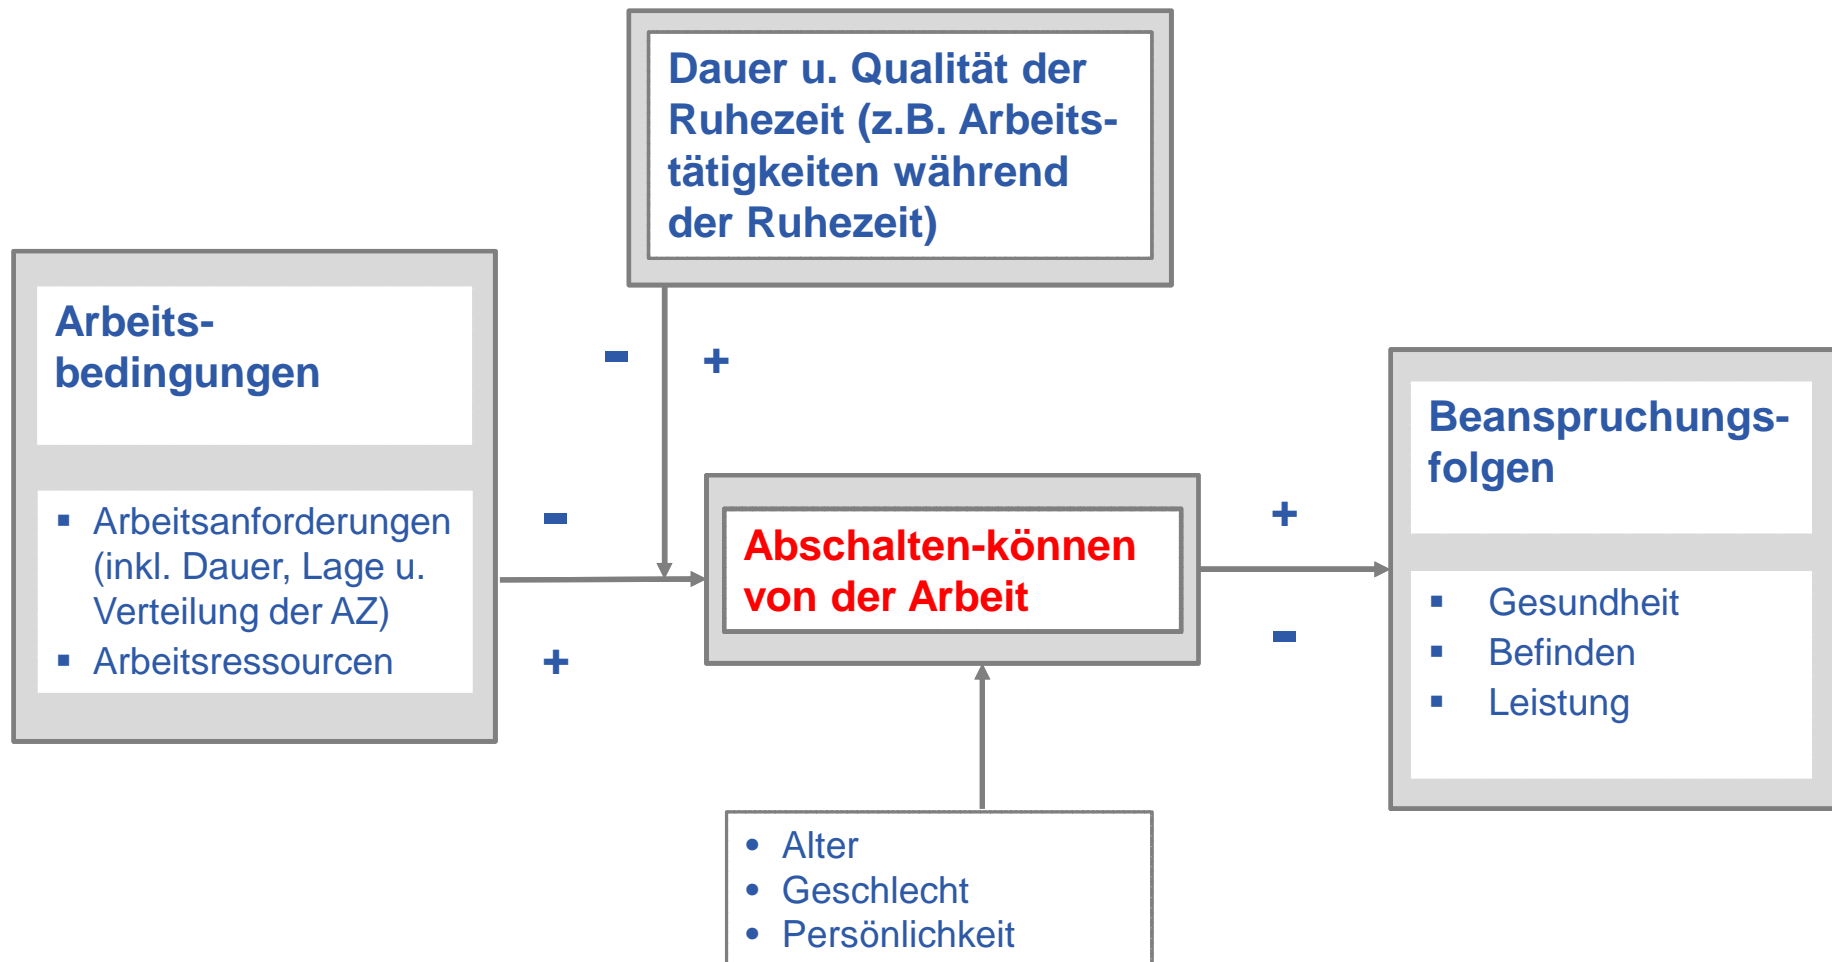 Dauer u. Qualität der
Ruhezeit (z.B. Arbeits-
tätigkeiten während
der Ruhezeit)
Arbeits-
bedingungen
▪ Arbeitsanforderungen
(inkl. Dauer, Lage u.
Verteilung der AZ)
▪ Arbeitsressourcen
- +
-
+
Abschalten-können
von der Arbeit
+
-
Beanspruchungs-
folgen
▪ Gesundheit
▪ Befinden
▪ Leistung
• Alter
• Geschlecht
• Persönlichkeit